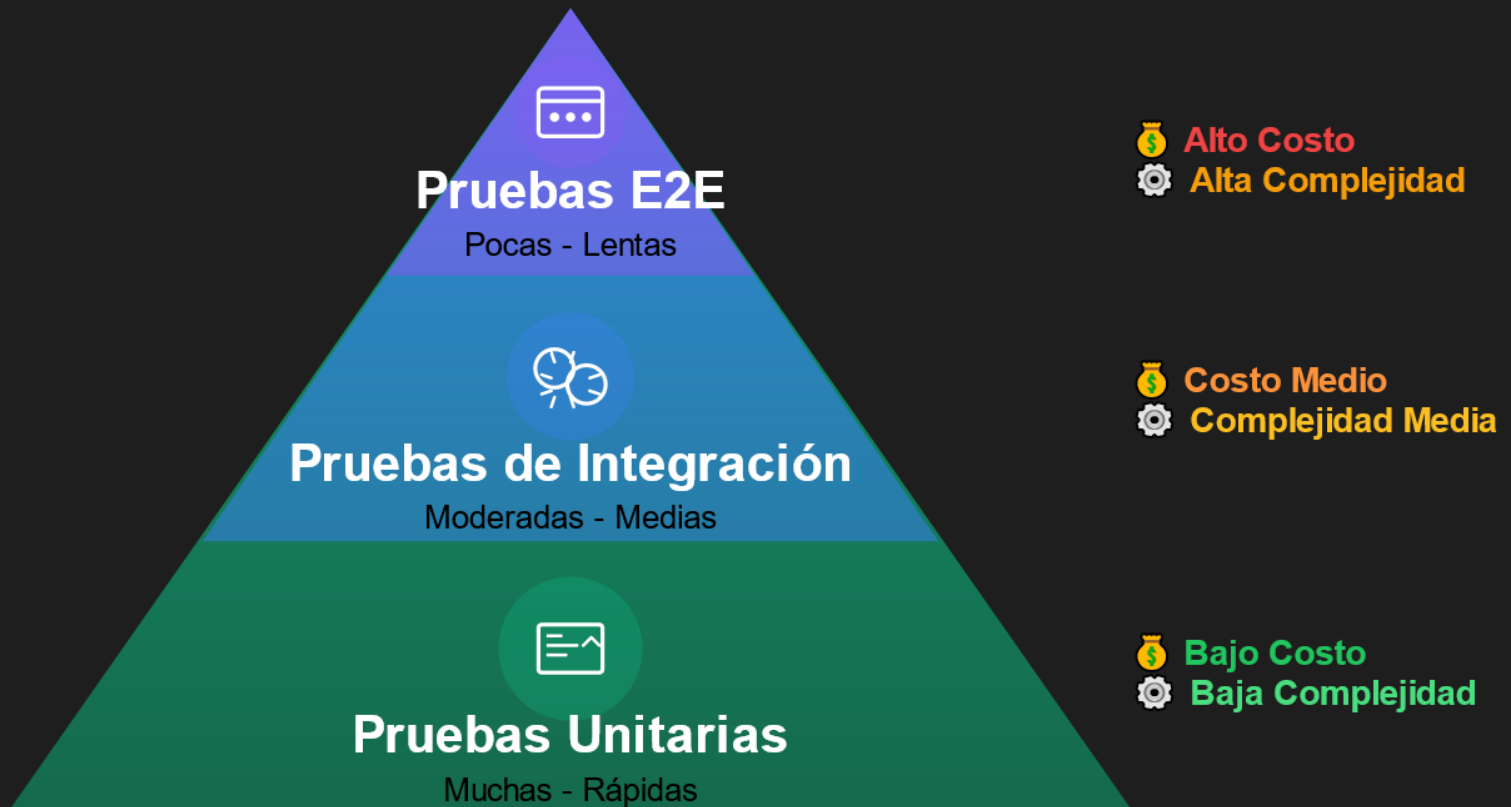 Pruebas E2E
Pocas - Lentas
Alto Costo
Alta Complejidad
Pruebas de Integración
Moderadas - Medias
Costo Medio
Complejidad Media
Pruebas Unitarias
Muchas - Rápidas
Bajo Costo
Baja Complejidad